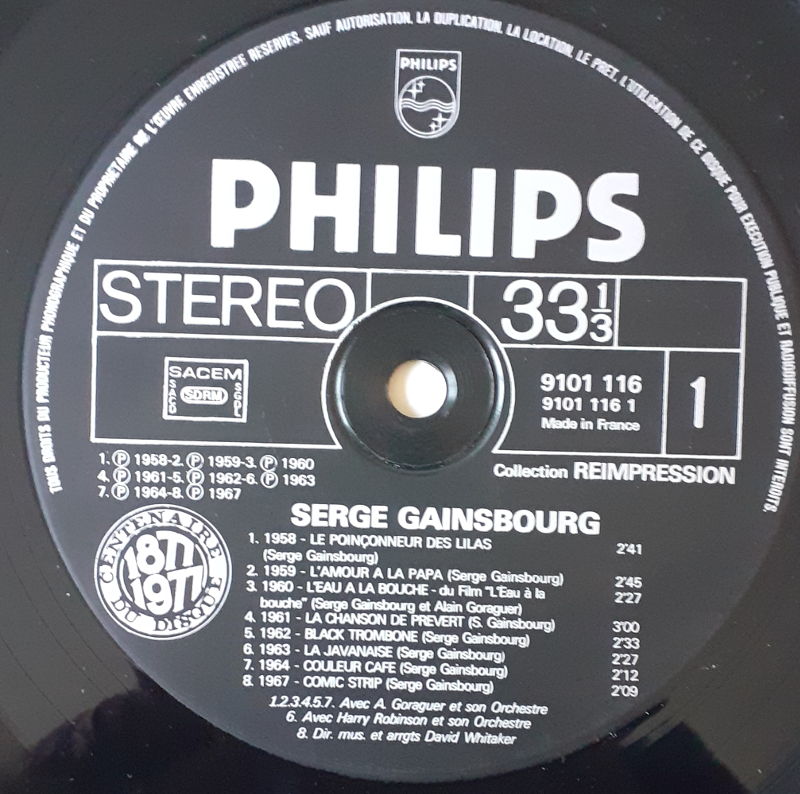 TOUS DROITS DU PRODUCTEUR PHONOGRAPHIQUE ET DU PROPRIETAIRE DE L'ŒUVRE ENREGISTREE RESERVES. SAUF AUTORISATION, LA DUPLICATION, LA LOCATION, LE PRET, L'UTILISATION DE CE DISQUE POUR EXECUTION PUBLIQUE ET RADIODIFFUSION SONT INTERDITS.
PHILIPS
PHILIPS
STEREO
33 1/3
SACEM
SACD
SDRM
SGDL
9101 116
9101 116 1
Made in France
1
1. ℗ 1958-2. ℗ 1959-3. ℗ 1960
4. ℗ 1961-5. ℗ 1962-6. ℗ 1963
7. ℗ 1964-8. ℗ 1967
Collection REIMPRESSION
CENTENAIRE
1877
1977
DU DISQUE
SERGE GAINSBOURG
1. 1958 - LE POINÇONNEUR DES LILAS 2'41
(Serge Gainsbourg)
2. 1959 - L'AMOUR A LA PAPA (Serge Gainsbourg) 2'45
3. 1960 - L'EAU A LA BOUCHE - du Film "L'Eau à la 2'27
bouche" (Serge Gainsbourg et Alain Goraguer)
4. 1961 - LA CHANSON DE PREVERT (S. Gainsbourg) 3'00
5. 1962 - BLACK TROMBONE (Serge Gainsbourg) 2'33
6. 1963 - LA JAVANAISE (Serge Gainsbourg) 2'27
7. 1964 - COULEUR CAFE (Serge Gainsbourg) 2'12
8. 1967 - COMIC STRIP (Serge Gainsbourg) 2'09
1.2.3.4.5.7. Avec A. Goraguer et son Orchestre
6. Avec Harry Robinson et son Orchestre
8. Dir. mus. et arrgts David Whitaker